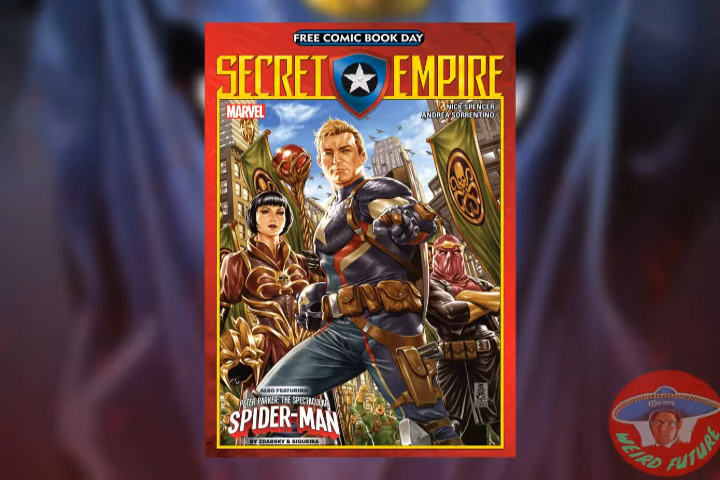 FREE COMIC BOOK DAY
SECRET EMPIRE
MARVEL
NICK SPENCER
ANDREA SORRENTINO
ALSO FEATURING
PETER PARKER: THE SPECTACULAR
SPIDER-MAN
BY ZDARSKY & SIQUEIRA
WEIRD FUTURE